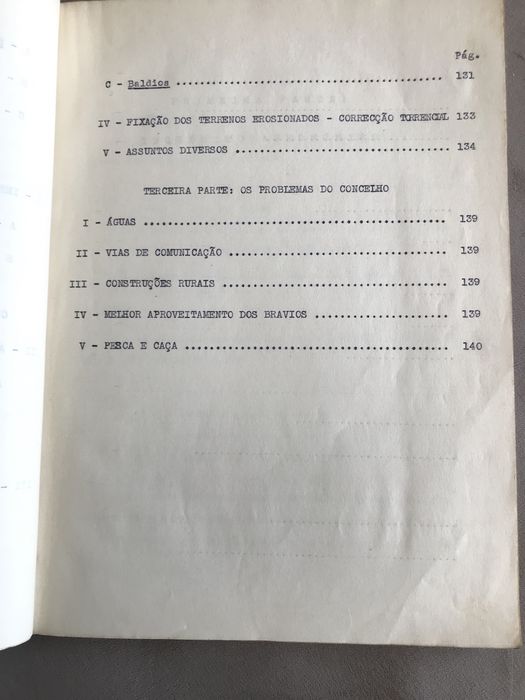 Pág.
C - Baldios ........................................ 131
IV - FIXAÇÃO DOS TERRENOS EROSIONADOS - CORRECÇÃO TORRENCIAL 133
V - ASSUNTOS DIVERSOS ................................ 134
TERCEIRA PARTE: OS PROBLEMAS DO CONCELHO
I - ÁGUAS .............................................. 139
II - VIAS DE COMUNICAÇÃO ................................. 139
III - CONSTRUÇÕES RURAIS .................................. 139
IV - MELHOR APROVEITAMENTO DOS BRAVIOS .................... 139
V - PESCA E CAÇA ........................................ 140